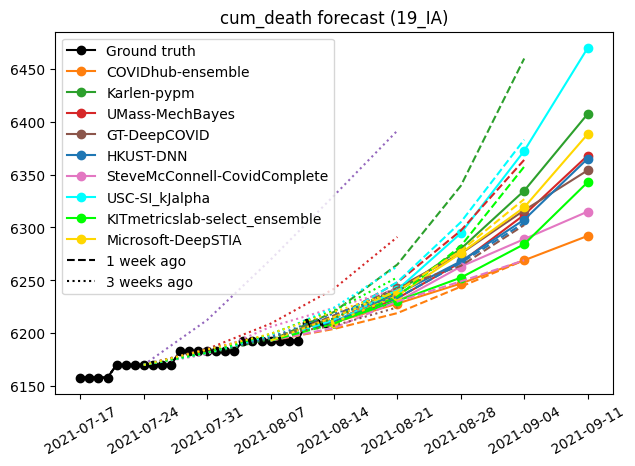 cum_death forecast (19_IA)
6450
6400
6350
6300
6250
6200
6150
Ground truth
COVIDhub-ensemble
Karlen-pypm
UMass-MechBayes
GT-DeepCOVID
HKUST-DNN
SteveMcConnell-CovidComplete
USC-SI_kJalpha
KITmetricslab-select_ensemble
Microsoft-DeepSTIA
1 week ago
3 weeks ago
2021-07-17
2021-07-24
2021-07-31
2021-08-07
2021-08-14
2021-08-21
2021-08-28
2021-09-04
2021-09-11